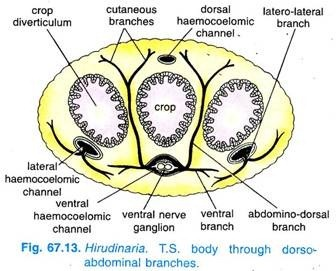 crop diverticulum
cutaneous branches
dorsal haemocoelomic channel
latero-lateral branch
crop
lateral haemocoelomic channel
ventral haemocoelomic channel
ventral nerve ganglion
ventral branch
abdomino-dorsal branch
Fig. 67.13. Hirudinaria. T.S. body through dorso-
abdominal branches.